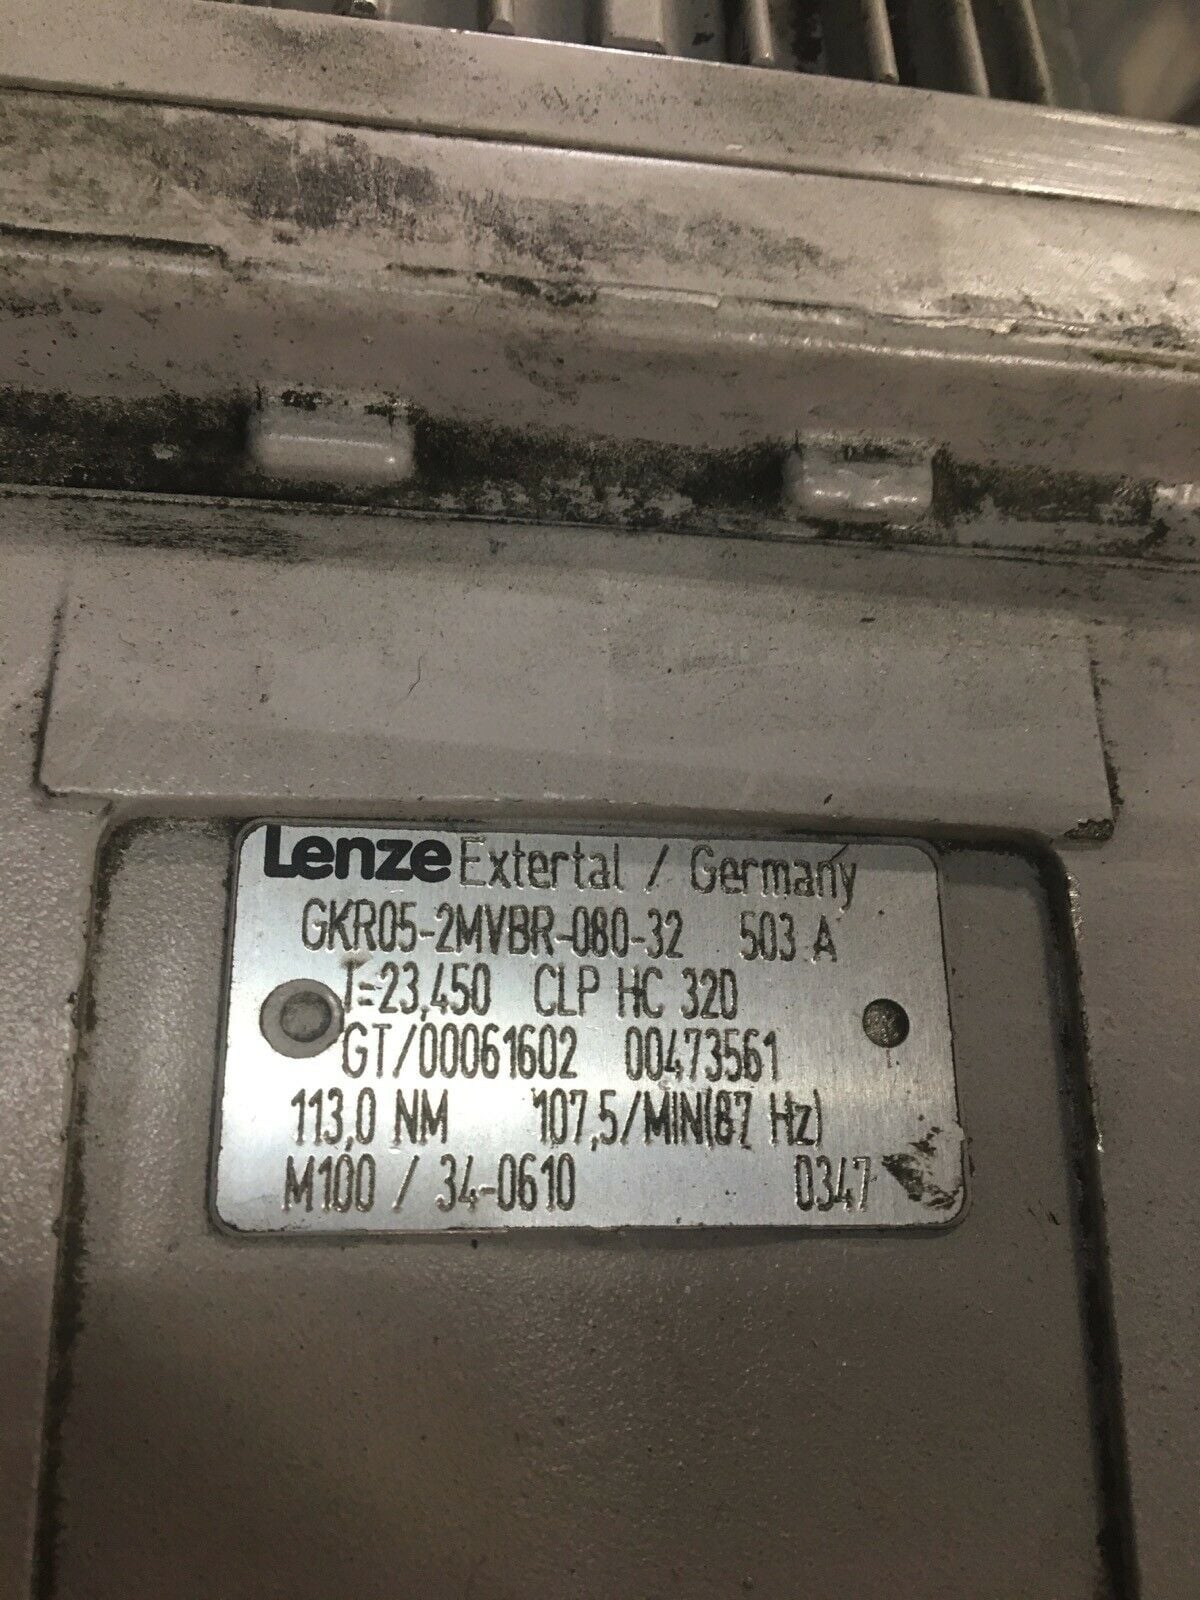 Lenze Extertal / Germany
GKR05-2MVBR-080-32 503 A
I=23,450 CLP HC 320
GT/00061602 00473561
113,0 NM 107,5/MIN(87 Hz)
M100 / 34-0610 0347